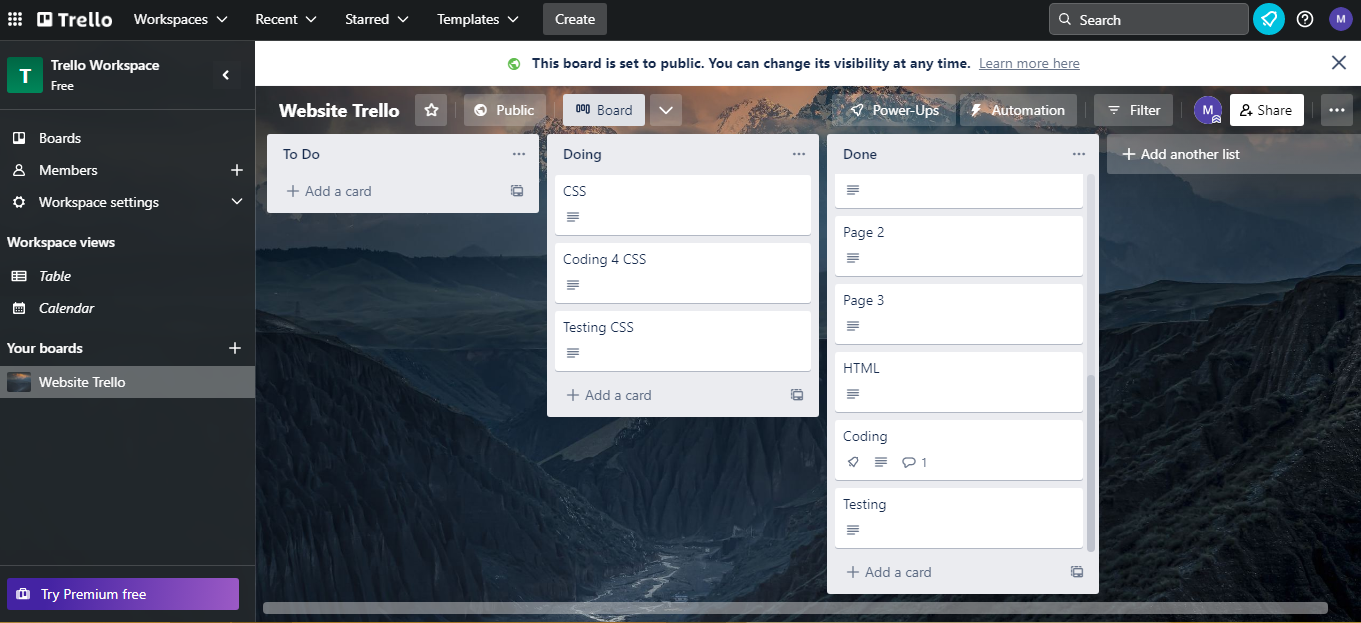 Trello Workspaces Recent Starred Templates Create Search M
T Trello Workspace
Free
Boards
Members
Workspace settings
Workspace views
Table
Calendar
Your boards
Website Trello
Try Premium free
This board is set to public. You can change its visibility at any time. Learn more here
Website Trello Public Board Power-Ups Automation Filter M Share
To Do
Add a card
Doing
CSS
Coding 4 CSS
Testing CSS
Add a card
Done
Page 2
Page 3
HTML
Coding
1
Testing
Add a card
Add another list